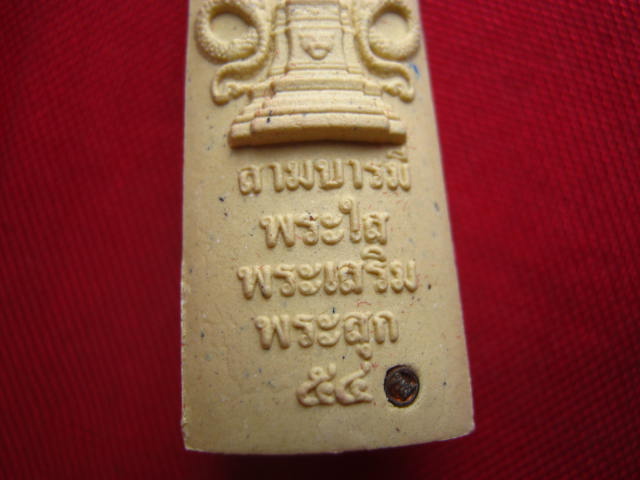 สามบารมี
พระใส
พระเสริม
พระสุก
๕๔